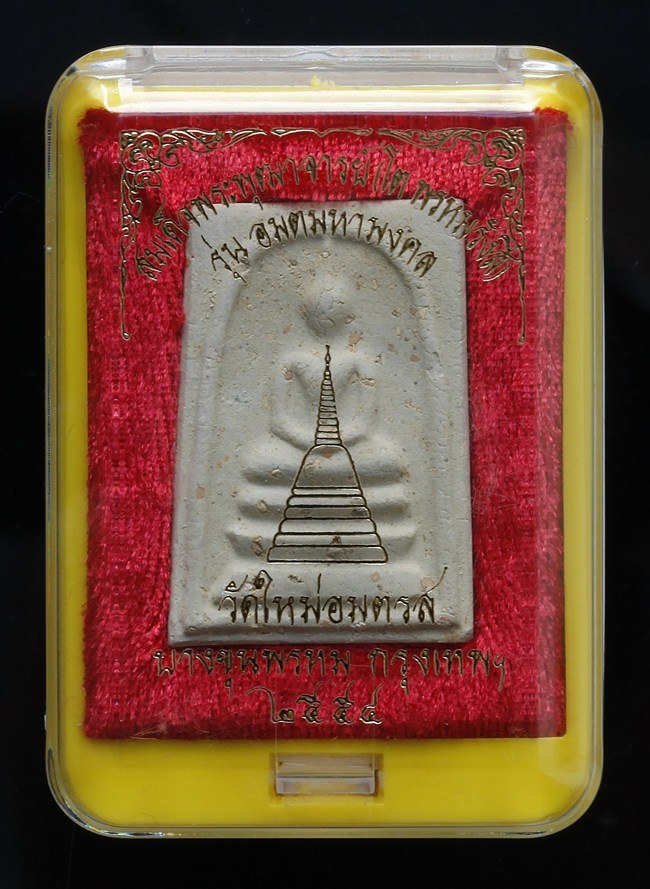 สมเด็จพระพุฒาจารย์โต พรหมรังสี
รุ่น อมตมหามงคล
วัดใหม่อมตรส
บางขุนพรหม กรุงเทพฯ
๒๕๕๔